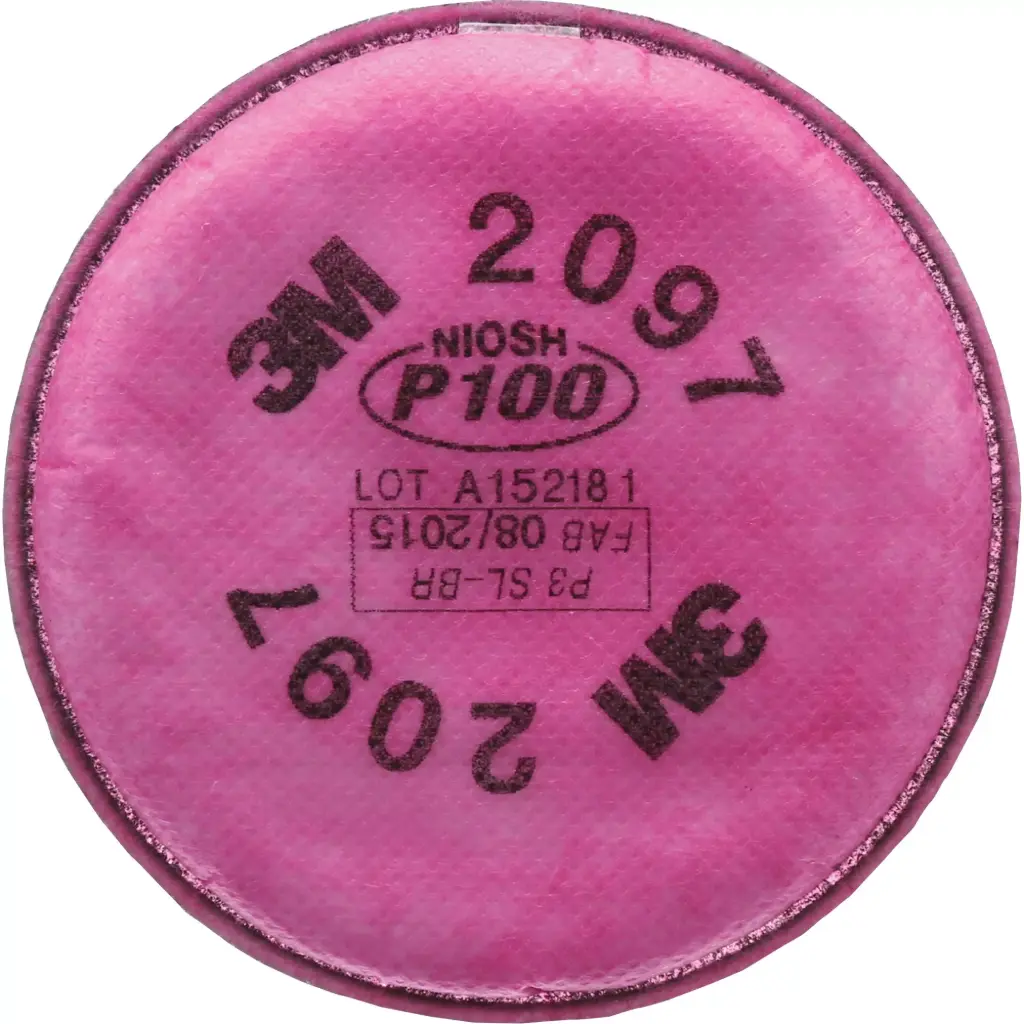 3M 2097
NIOSH
P100
LOT A152181
FAB 08/2015
P3 SL-BR
3M 2097